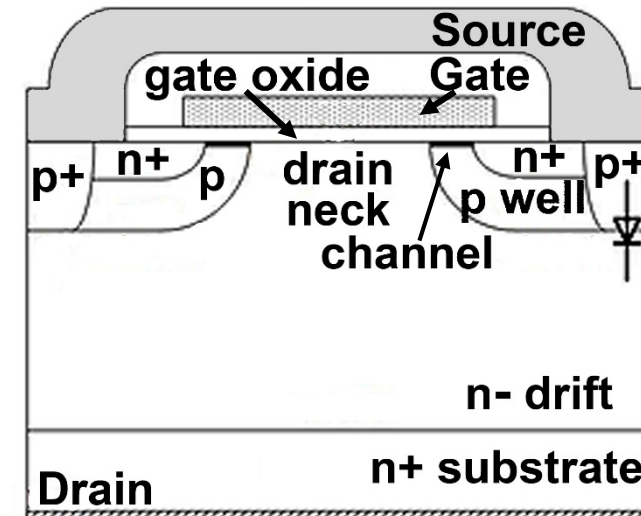 Source
gate oxide Gate
n+ n+
p+ p drain p+
neck p well
channel
n- drift
n+ substrate
Drain